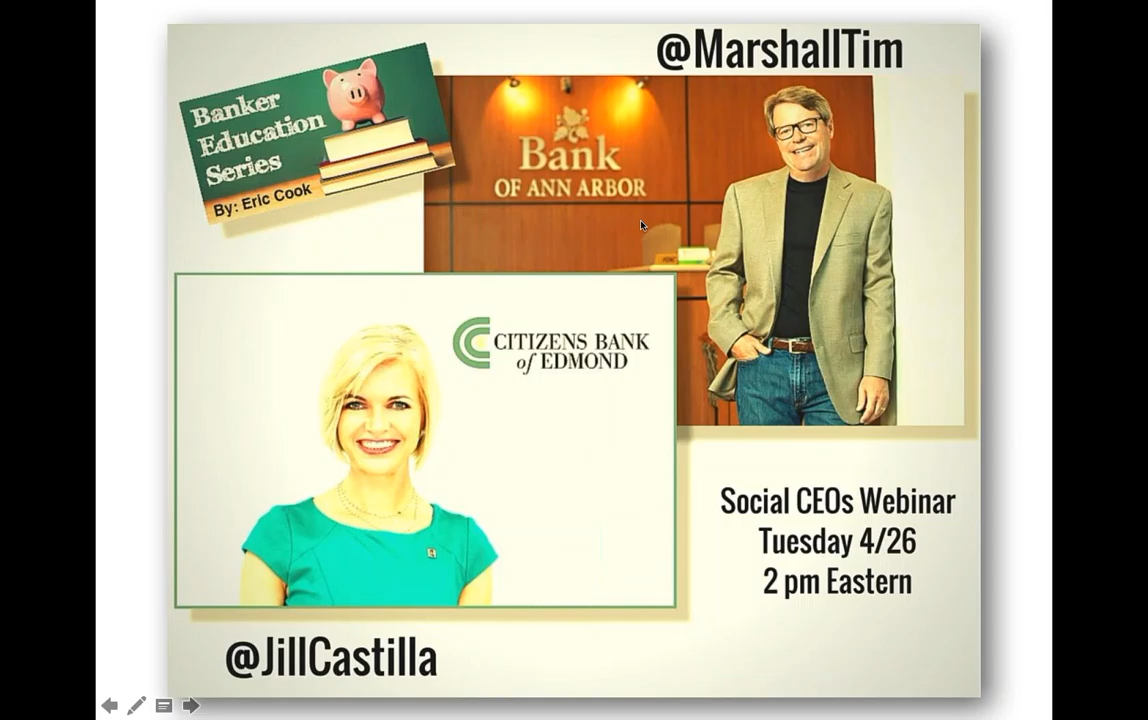 @MarshallTim
Banker
Education
Series
By: Eric Cook
Bank
OF ANN ARBOR
CITIZENS BANK
of EDMOND
Social CEOs Webinar
Tuesday 4/26
2 pm Eastern
@JillCastilla